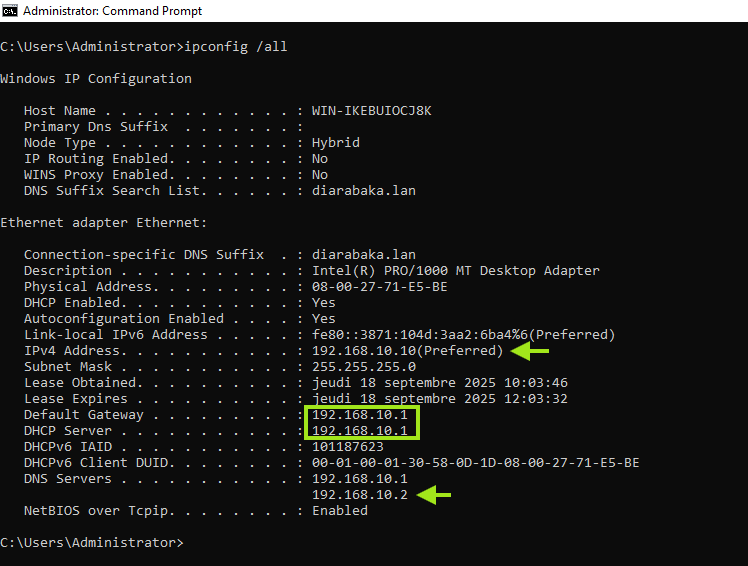 Administrator: Command Prompt
C:\Users\Administrator>ipconfig /all
Windows IP Configuration
Host Name . . . . . . . . . . . . : WIN-IKEBUIOCJ8K
Primary Dns Suffix  . . . . . . . :
Node Type . . . . . . . . . . . . : Hybrid
IP Routing Enabled. . . . . . . . : No
WINS Proxy Enabled. . . . . . . . : No
DNS Suffix Search List. . . . . . : diarabaka.lan
Ethernet adapter Ethernet:
Connection-specific DNS Suffix  . : diarabaka.lan
Description . . . . . . . . . . . : Intel(R) PRO/1000 MT Desktop Adapter
Physical Address. . . . . . . . . : 08-00-27-71-E5-BE
DHCP Enabled. . . . . . . . . . . : Yes
Autoconfiguration Enabled . . . . : Yes
Link-local IPv6 Address . . . . . : fe80::3871:104d:3aa2:6ba4%6(Preferred)
IPv4 Address. . . . . . . . . . . : 192.168.10.10(Preferred)
Subnet Mask . . . . . . . . . . . : 255.255.255.0
Lease Obtained. . . . . . . . . . : jeudi 18 septembre 2025 10:03:46
Lease Expires . . . . . . . . . . : jeudi 18 septembre 2025 12:03:32
Default Gateway . . . . . . . . . : 192.168.10.1
DHCP Server . . . . . . . . . . . : 192.168.10.1
DHCPv6 IAID . . . . . . . . . . . : 101187623
DHCPv6 Client DUID. . . . . . . . : 00-01-00-01-30-58-0D-1D-08-00-27-71-E5-BE
DNS Servers . . . . . . . . . . . : 192.168.10.1
192.168.10.2
NetBIOS over Tcpip. . . . . . . . : Enabled
C:\Users\Administrator>